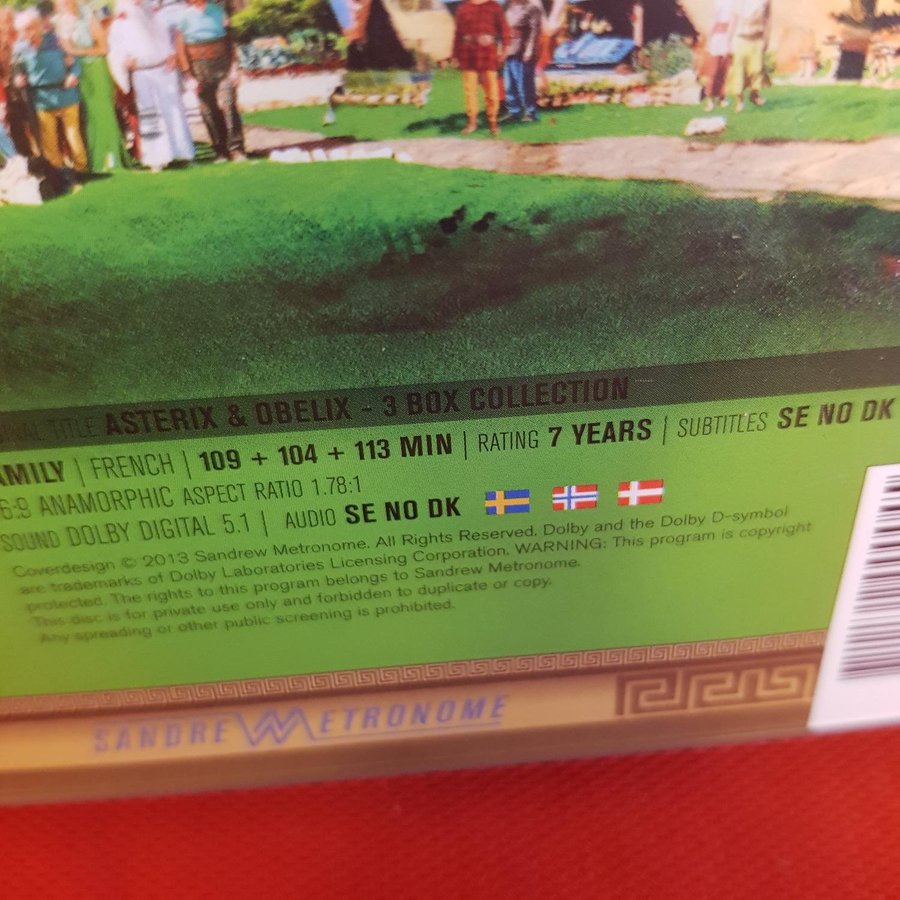 ORIGINAL TITLE ASTERIX & OBELIX - 3 BOX COLLECTION
AMILY | FRENCH | 109 + 104 + 113 MIN | RATING 7 YEARS | SUBTITLES SE NO DK
6:9 ANAMORPHIC ASPECT RATIO 1.78:1
SOUND DOLBY DIGITAL 5.1 | AUDIO SE NO DK
Coverdesign © 2013 Sandrew Metronome. All Rights Reserved. Dolby and the Dolby D-symbol
are trademarks of Dolby Laboratories Licensing Corporation. WARNING: This program is copyright
protected. The rights to this program belongs to Sandrew Metronome.
This disc is for private use only and forbidden to duplicate or copy.
Any spreading or other public screening is prohibited.
SANDREW METRONOME